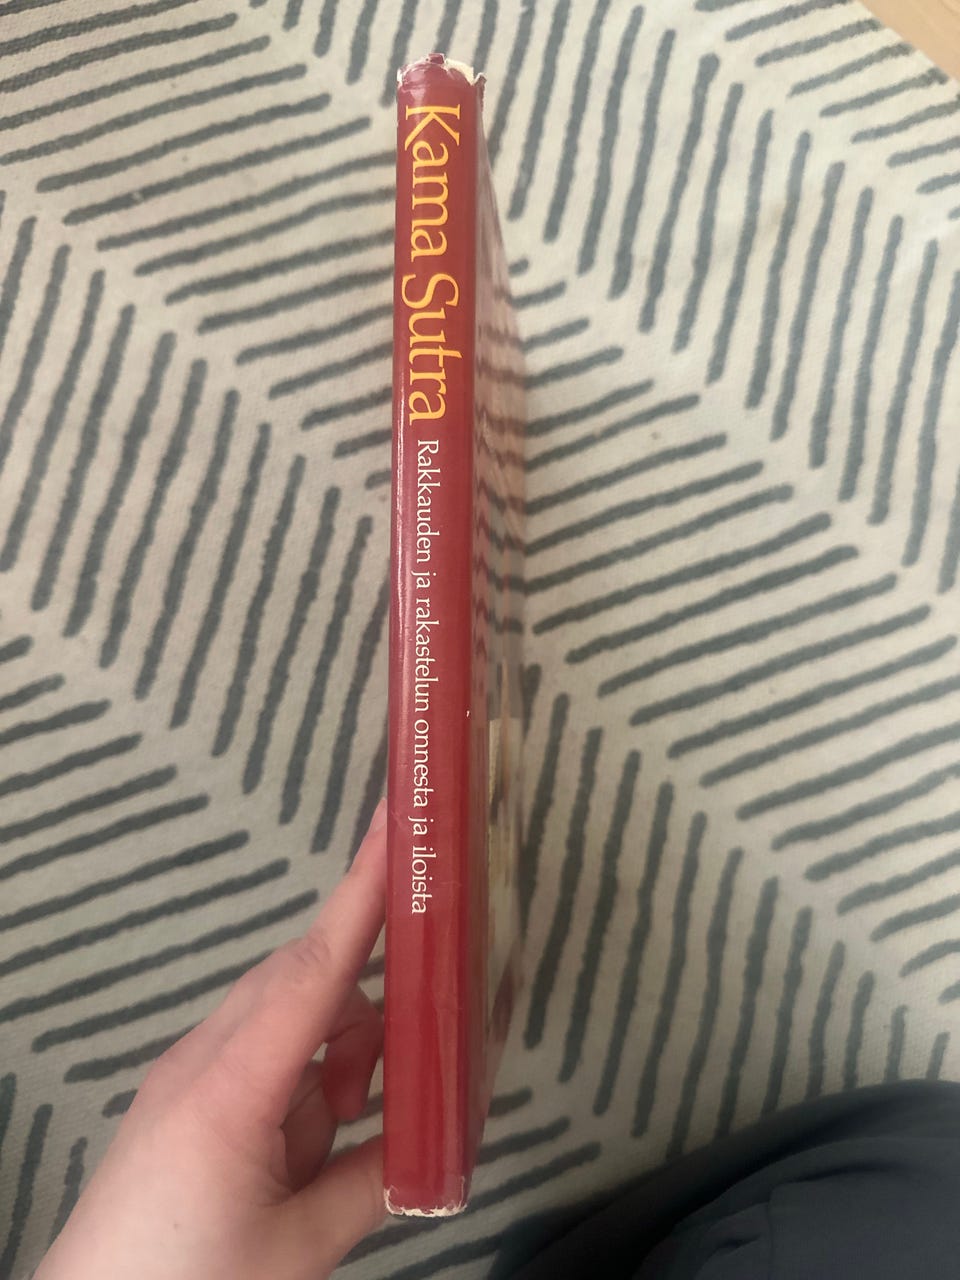 Kama Sutra
Rakkauden ja rakastelun onnesta ja iloista